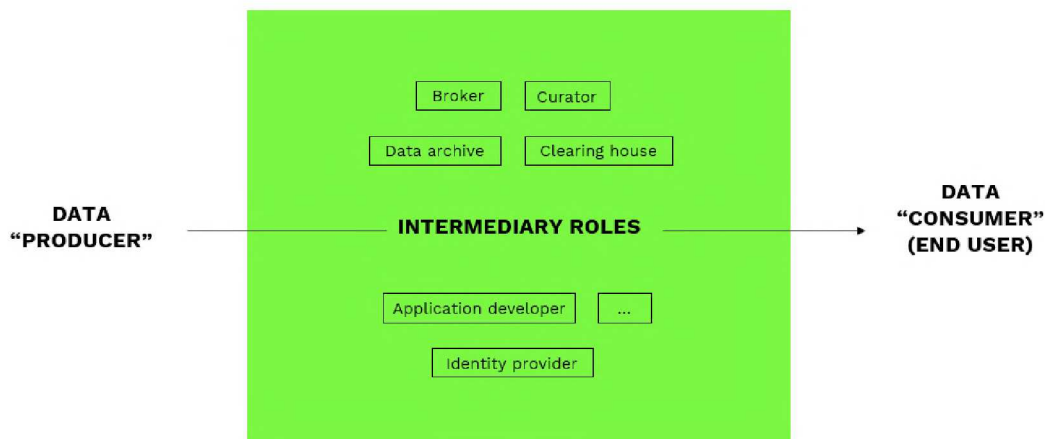 Broker
Curator
Data archive
Clearing house
DATA
“PRODUCER”
INTERMEDIARY ROLES
DATA
“CONSUMER”
(END USER)
Application developer
...
Identity provider